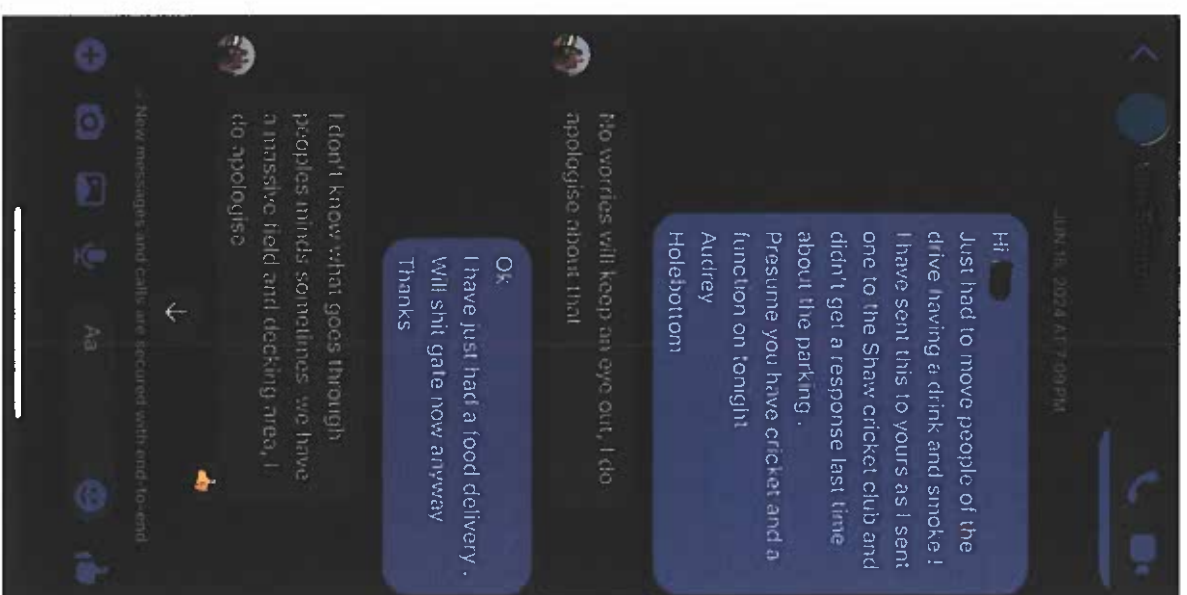 JUN 2024 AT
Hi
Just had to move people of the
drive having a drink and smoke !
I have sent this to yours as I sent
one to the Shaw cricket club and
didn't get a response last time
about the parking .
Presume you have cricket and a
function on tonight
Audrey
Holebottom
No worries will keep an eye out, I do
apologise about that
Ok
I have just had a food delivery .
Will shit gate now anyway
Thanks
I don't know what goes through
peoples minds sometimes we have
a massive field and decking area, I
do apologise
New messages and calls are secured with end-to-end
Aa